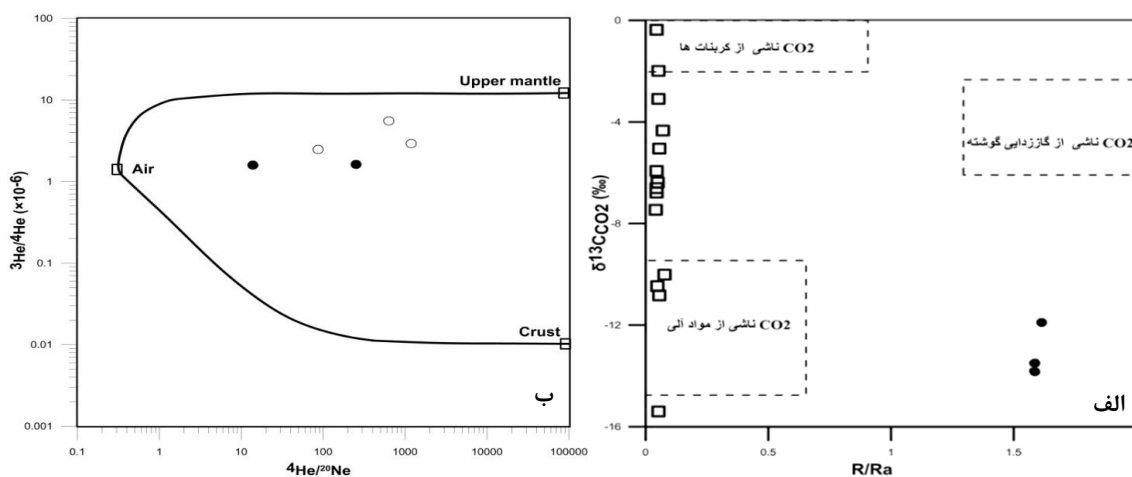 100
10
1
0.1
0.01
0.001
³He/⁴He (×10⁻⁶)
Upper mantle
Air
Crust
ب
0.1
1
10
100
1000
10000
100000
⁴He/²⁰Ne
0
-4
-8
-12
-16
δ¹³CCO2 (‰)
CO2 ناشی از کربنات ها
CO2 ناشی از گاززدایی گوشته
CO2 ناشی از مواد آلی
الف
0
0.5
1
1.5
R/Ra